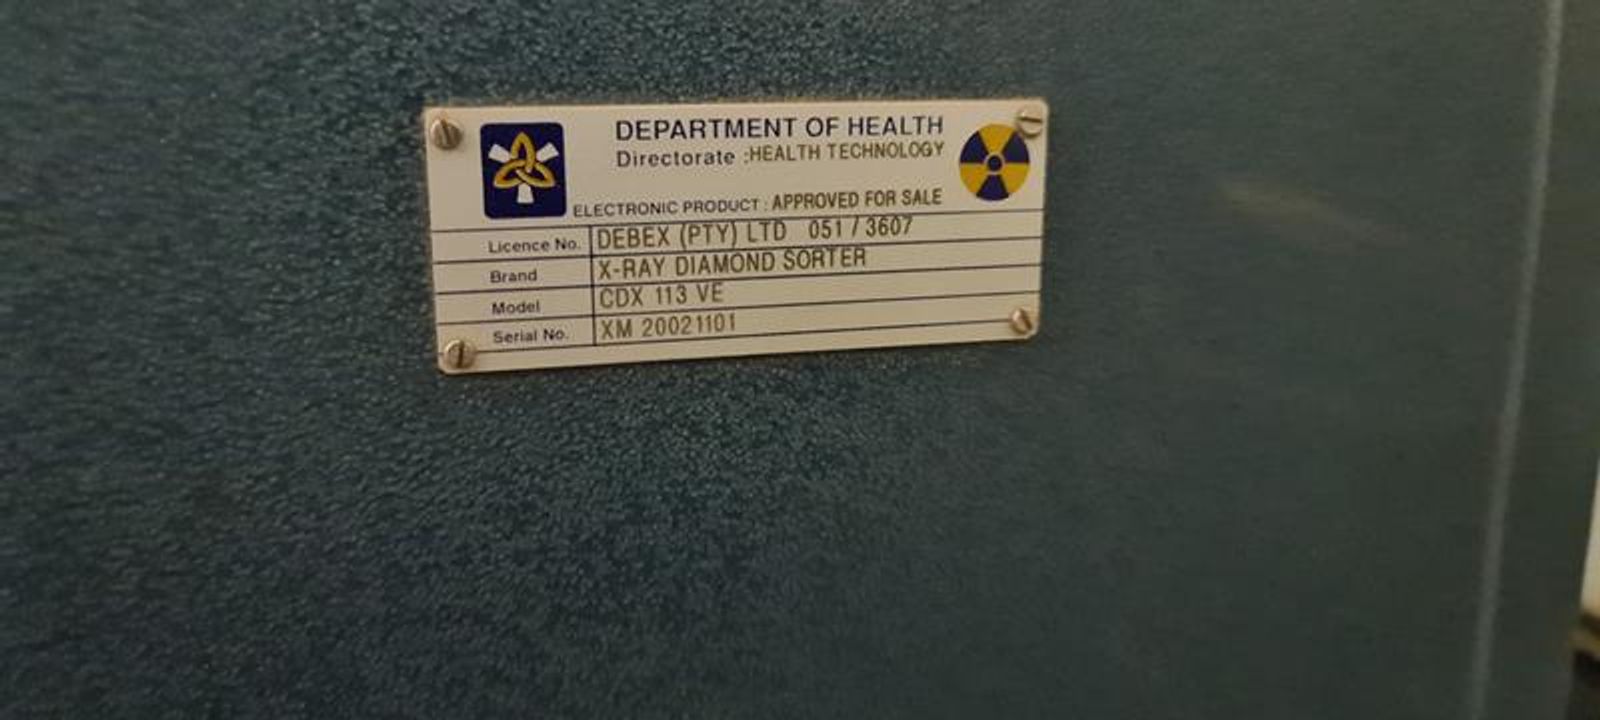 DEPARTMENT OF HEALTH
Directorate :HEALTH TECHNOLOGY
ELECTRONIC PRODUCT : APPROVED FOR SALE
Licence No. DEBEX (PTY) LTD 051 / 3607
Brand X-RAY DIAMOND SORTER
Model CDX 113 VE
Serial No. XM 20021101